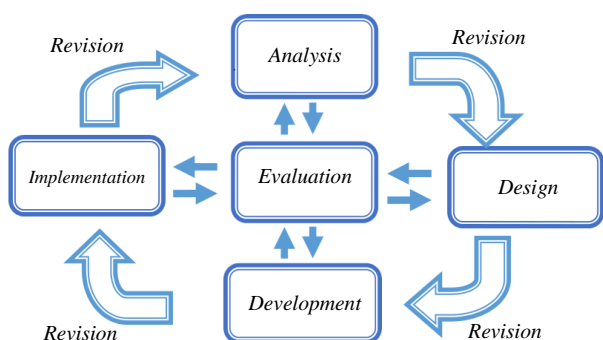 Revision
Analysis
Revision
Implementation
Evaluation
Design
Development
Revision
Revision